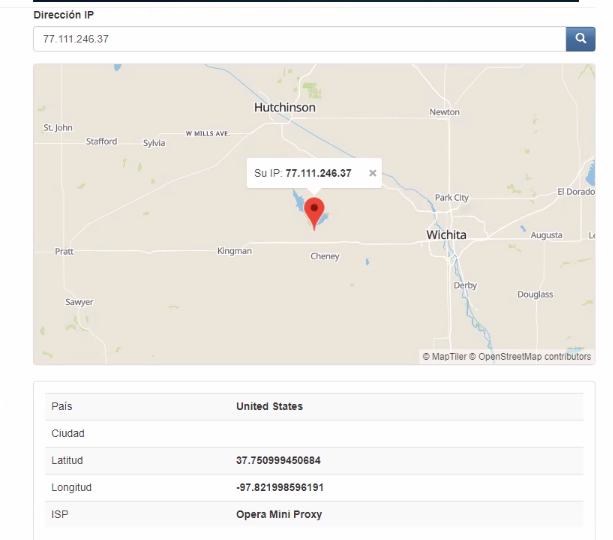 Dirección IP
77.111.246.37
Hutchinson
Newton
St. John
Stafford
Sylvia
W MILLS AVE
Su IP: 77.111.246.37 ×
Park City
El Dorado
Wichita
Augusta
Le
Pratt
Kingman
Cheney
Derby
Douglass
Sawyer
© MapTiler © OpenStreetMap contributors
País United States
Ciudad
Latitud 37.750999450684
Longitud -97.821998596191
ISP Opera Mini Proxy